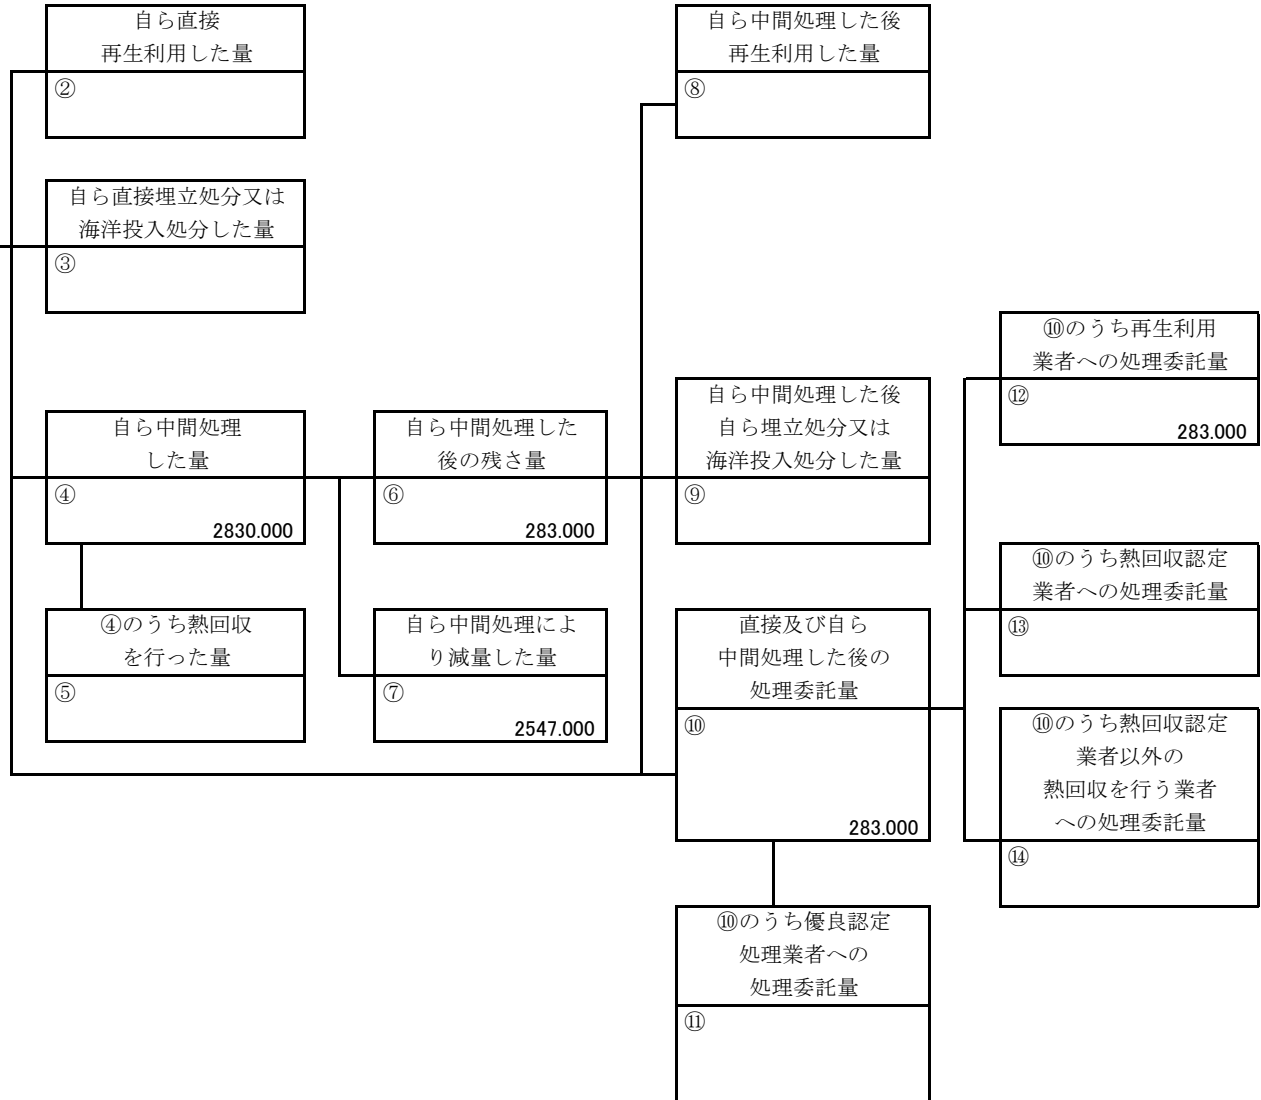 自ら直接
再生利用した量
②
自ら中間処理した後
再生利用した量
⑧
自ら直接埋立処分又は
海洋投入処分した量
③
⑩のうち再生利用
業者への処理委託量
⑫
283.000
自ら中間処理
した量
④
2830.000
自ら中間処理した
後の残さ量
⑥
283.000
自ら中間処理した後
自ら埋立処分又は
海洋投入処分した量
⑨
⑩のうち熱回収認定
業者への処理委託量
⑬
④のうち熱回収
を行った量
⑤
自ら中間処理によ
り減量した量
⑦
2547.000
直接及び自ら
中間処理した後の
処理委託量
⑩
283.000
⑩のうち熱回収認定
業者以外の
熱回収を行う業者
への処理委託量
⑭
⑩のうち優良認定
処理業者への
処理委託量
⑪